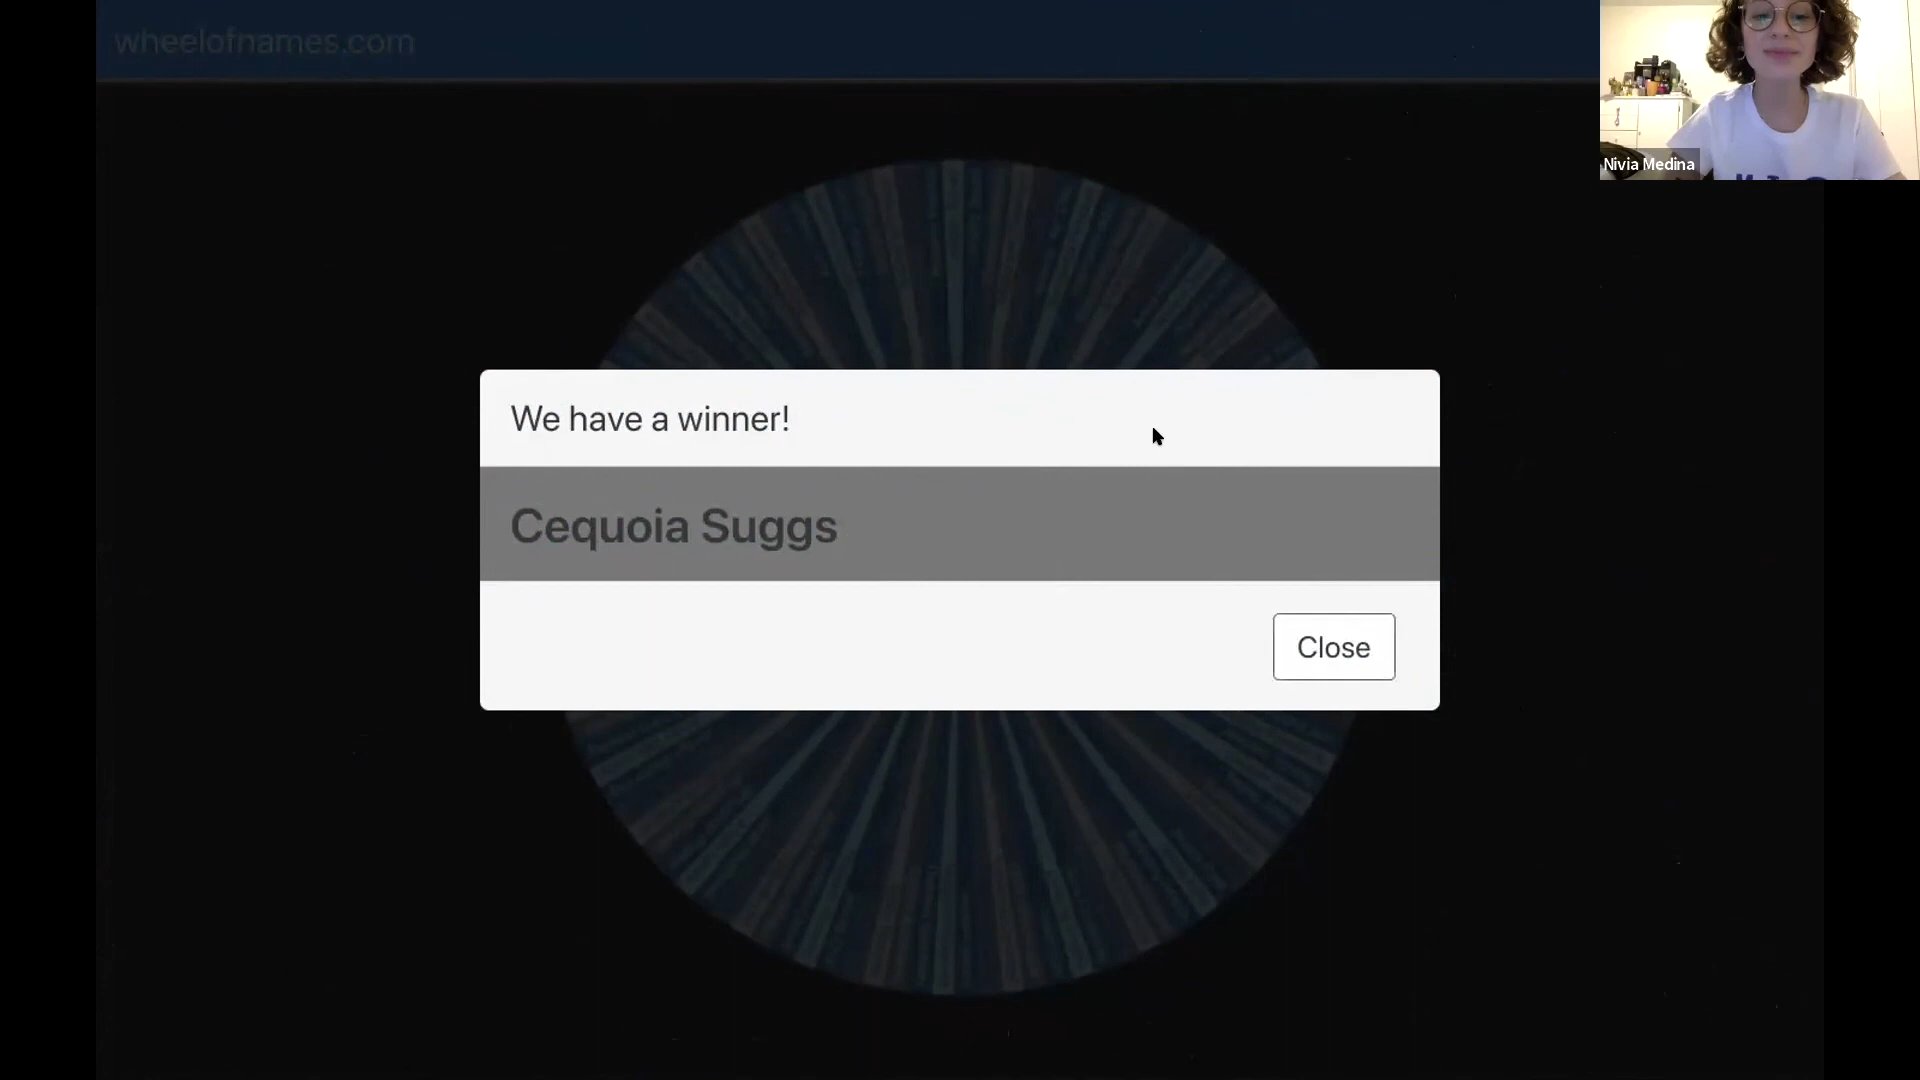 wheelofnames.com
Nivia Medina
We have a winner!
Cequoia Suggs
Close